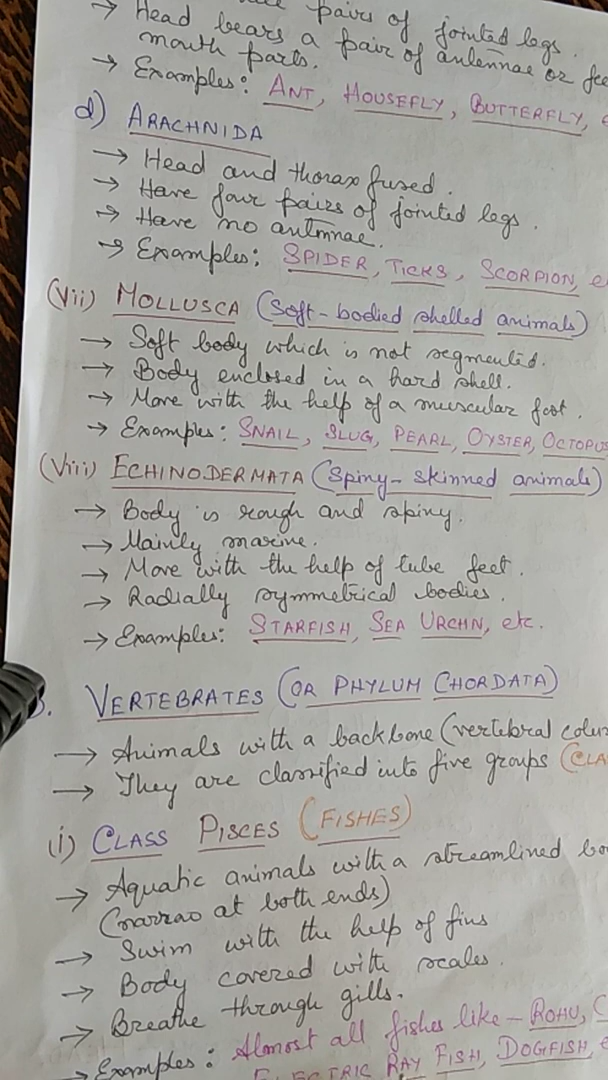 pairs of jointed legs.
→ Head bears a pair of antennae or fee
mouth parts.
→ Examples: ANT, HOUSEFLY, BUTTERFLY, e
d) ARACHNIDA
→ Head and thorax fused.
→ Have four pairs of jointed legs.
→ Have no antnnae.
→ Examples: SPIDER, TICKS, SCORPION, e
(vii) MOLLUSCA (Soft-bodied shelled animals)
→ Soft body which is not segmented.
→ Body enclosed in a hard shell.
→ Move with the help of a muscular foot.
→ Examples: SNAIL, SLUG, PEARL, OYSTER, OCTOPUS
(Viii) ECHINODERMATA (Spiny-skinned animals)
→ Body is rough and spiny.
→ Mainly marine.
→ Move with the help of tube feet.
→ Radially symmetrical bodies.
→ Examples: STARFISH, SEA URCHN, etc.
. VERTEBRATES (OR PHYLUM CHORDATA)
→ Animals with a backbone (vertebral colu
→ They are classified into five groups (CLA
(i) CLASS PISCES (FISHES)
→ Aquatic animals with a streamlined bo
(narrao at both ends)
→ Swim with the help of fins
→ Body covered with scales.
→ Breathe through gills.
→ Examples: Almost all fishes like - ROHU, C
ELECTRIC RAY FISH, DOGFISH, e